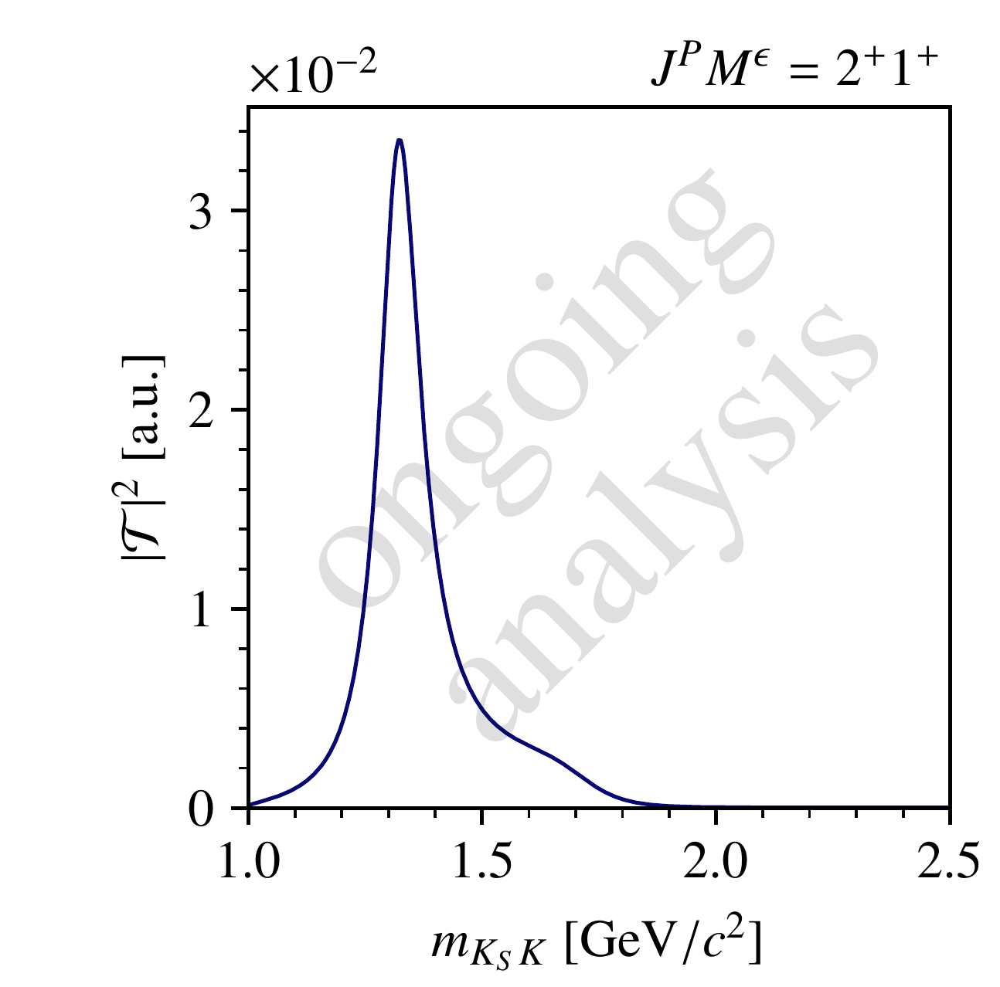 ×10⁻² J^P M^ϵ = 2⁺1⁺
|𝒯|² [a.u.]
3
2
1
0
1.0 1.5 2.0 2.5
m_{K_S K} [GeV/c²]
ongoing
analysis